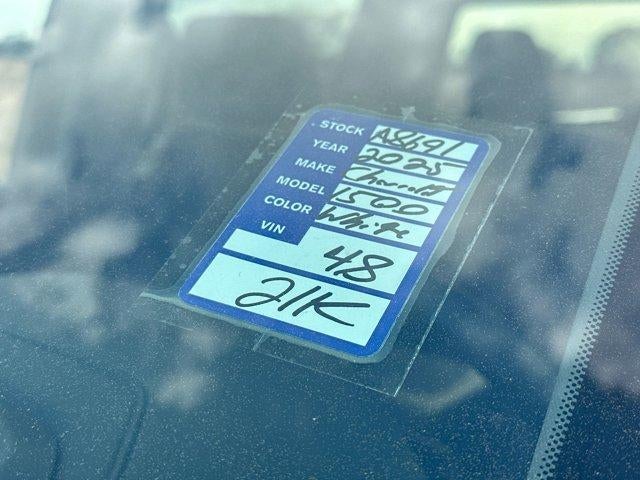 STOCK A8691
YEAR 2025
MAKE Chevrolet
MODEL 1500
COLOR White
VIN
48
21K